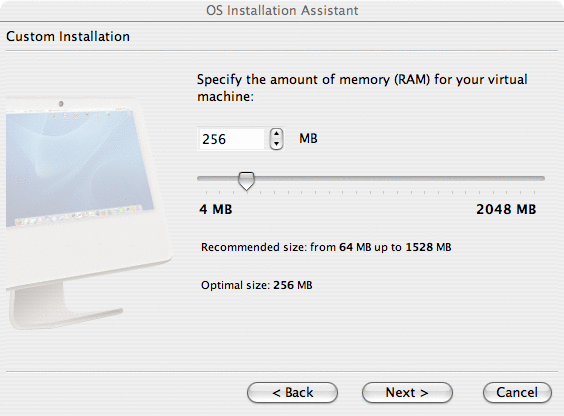 OS Installation Assistant
Custom Installation
Specify the amount of memory (RAM) for your virtual
machine:
256 MB
4 MB 2048 MB
Recommended size: from 64 MB up to 1528 MB
Optimal size: 256 MB
< Back Next > Cancel